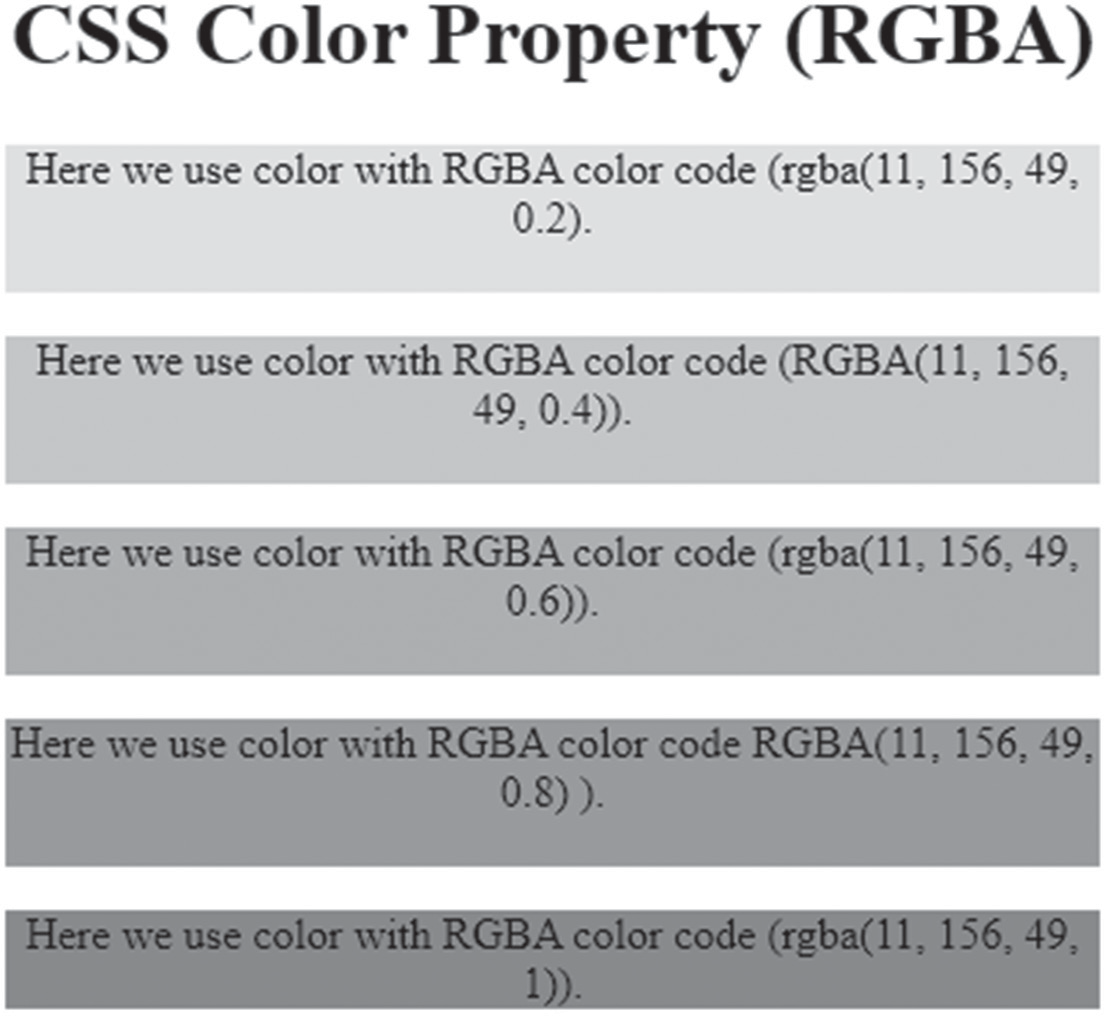 CSS Color Property (RGBA)
Here we use color with RGBA color code (rgba(11, 156, 49,
0.2).
Here we use color with RGBA color code (RGBA(11, 156,
49, 0.4)).
Here we use color with RGBA color code (rgba(11, 156, 49,
0.6)).
Here we use color with RGBA color code RGBA(11, 156, 49,
0.8) ).
Here we use color with RGBA color code (rgba(11, 156, 49,
1)).